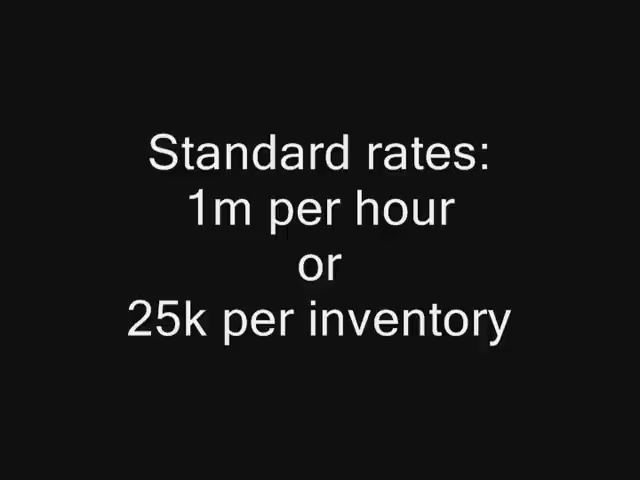 Standard rates:
1m per hour
or
25k per inventory